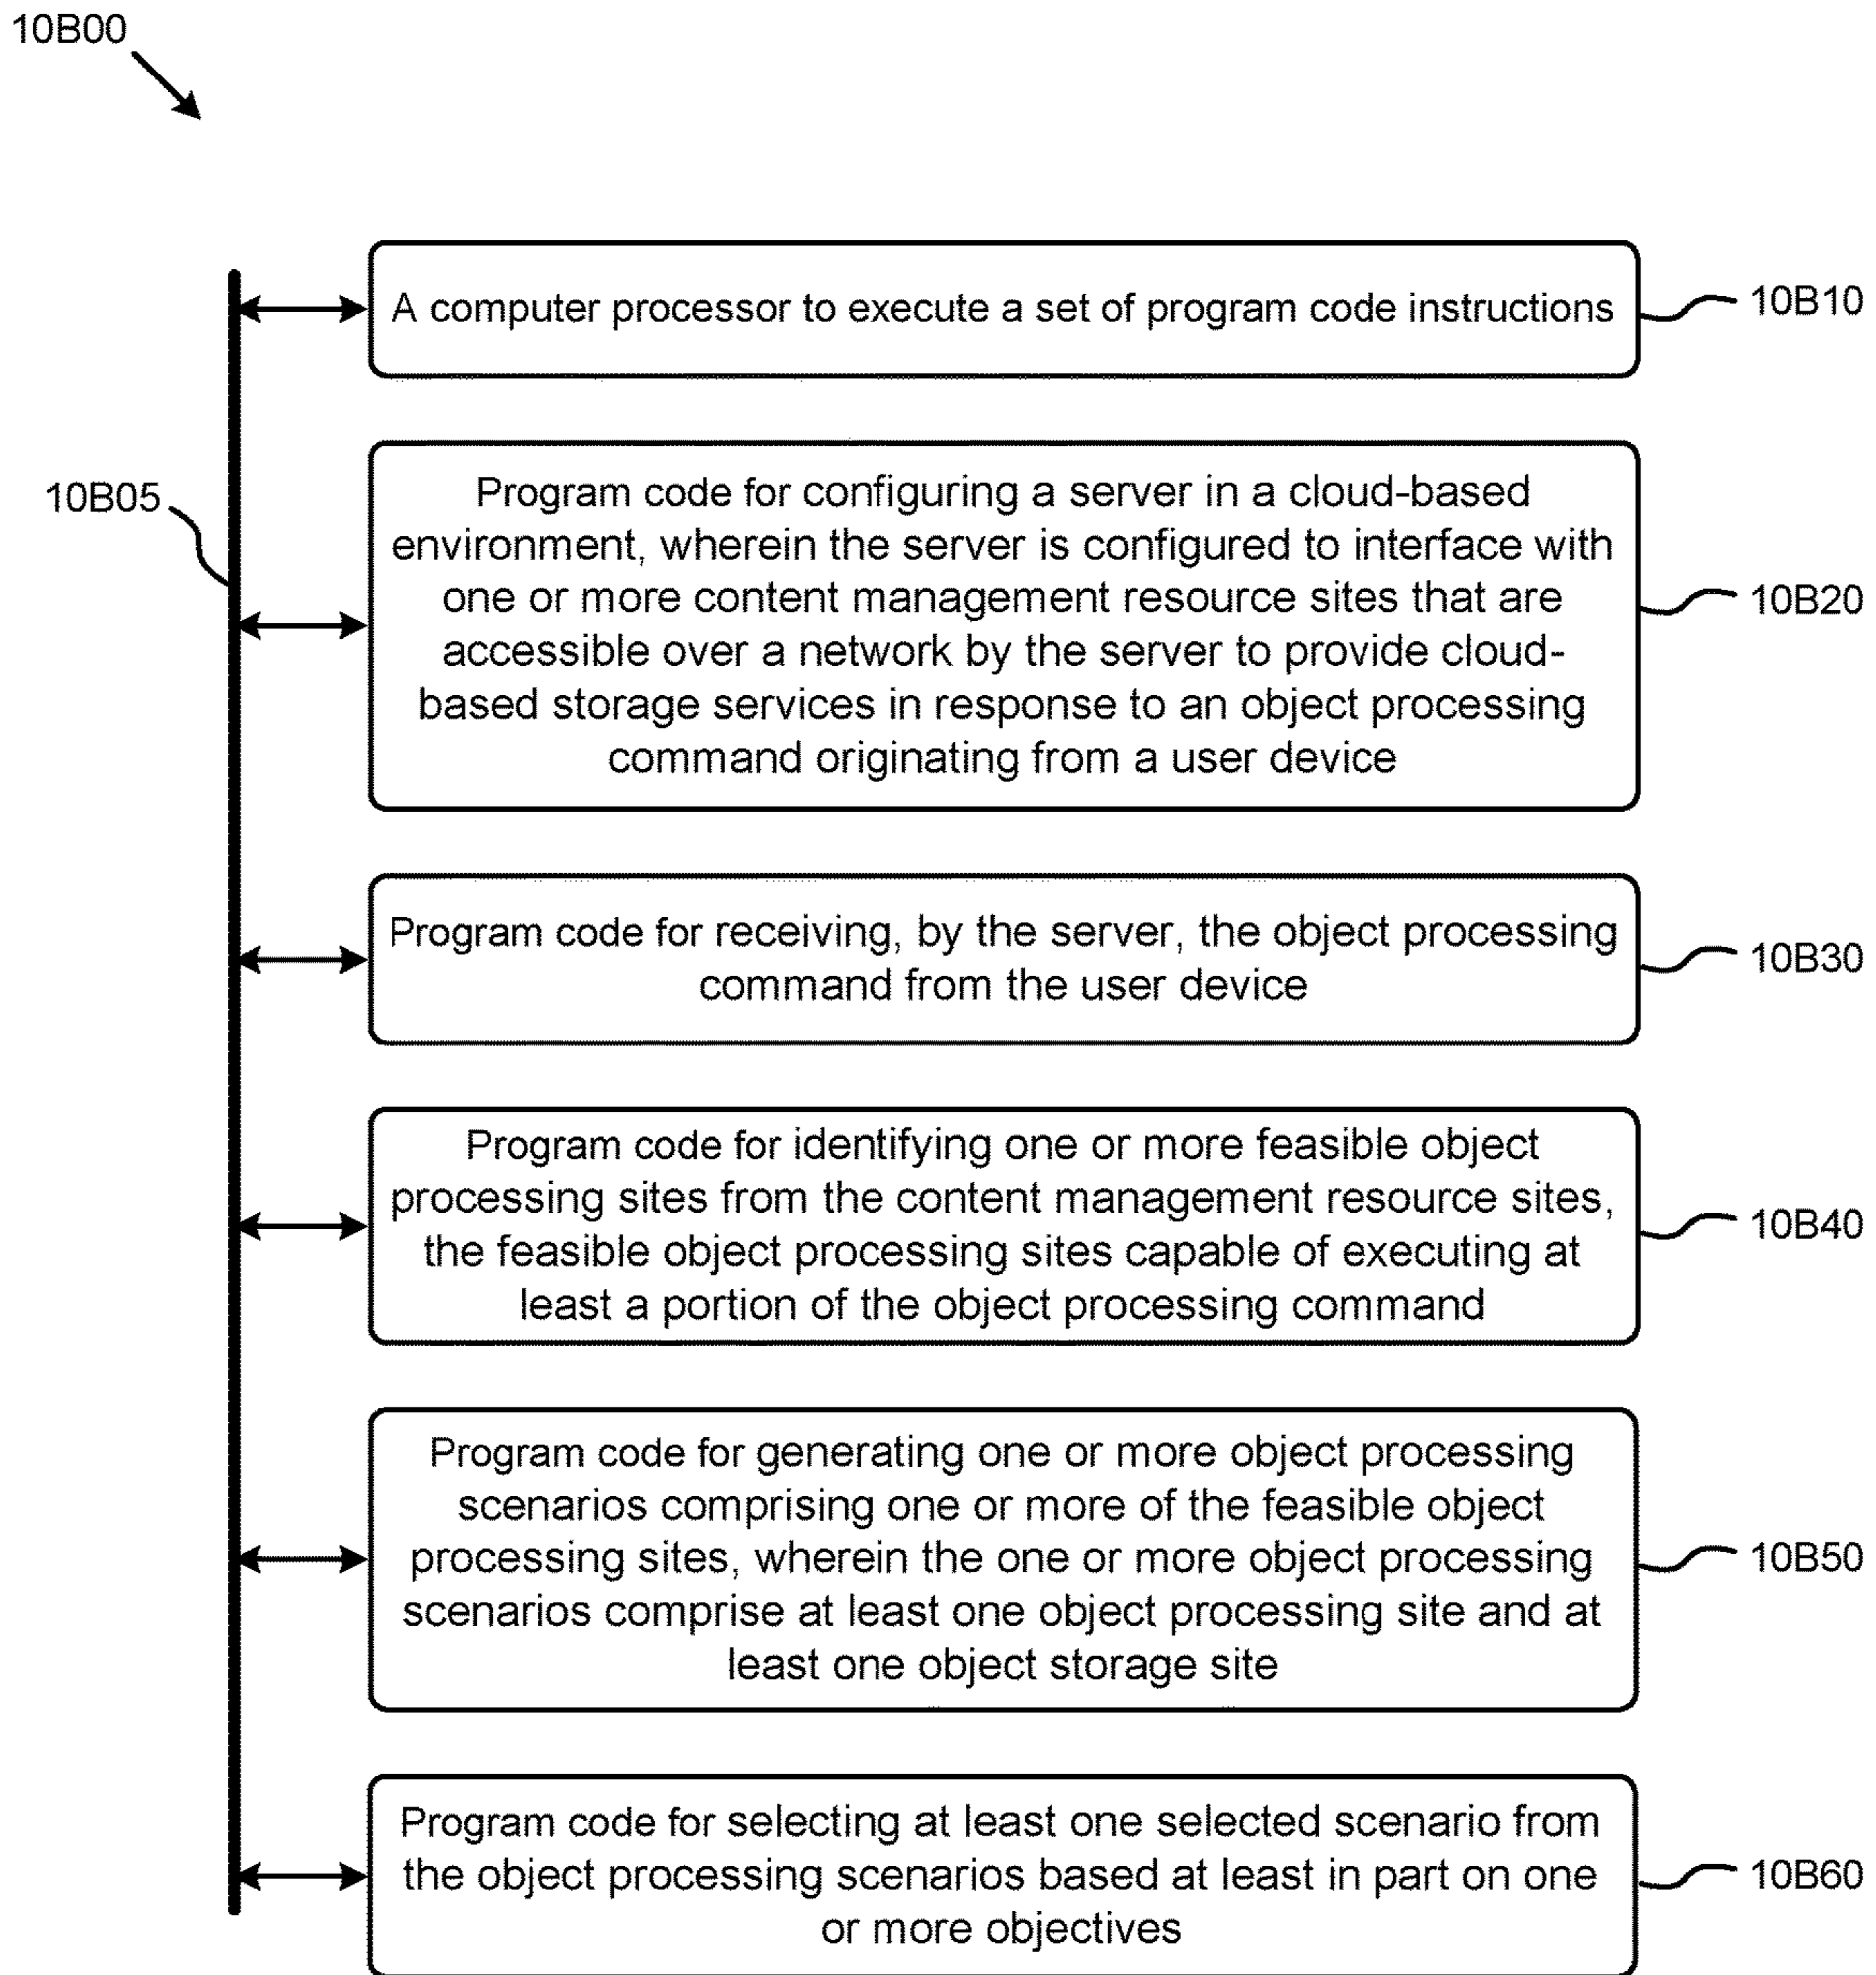 10B00
A computer processor to execute a set of program code instructions
10B10
10B05
Program code for configuring a server in a cloud-based
environment, wherein the server is configured to interface with
one or more content management resource sites that are
accessible over a network by the server to provide cloud-
based storage services in response to an object processing
command originating from a user device
10B20
Program code for receiving, by the server, the object processing
command from the user device
10B30
Program code for identifying one or more feasible object
processing sites from the content management resource sites,
the feasible object processing sites capable of executing at
least a portion of the object processing command
10B40
Program code for generating one or more object processing
scenarios comprising one or more of the feasible object
processing sites, wherein the one or more object processing
scenarios comprise at least one object processing site and at
least one object storage site
10B50
Program code for selecting at least one selected scenario from
the object processing scenarios based at least in part on one
or more objectives
10B60